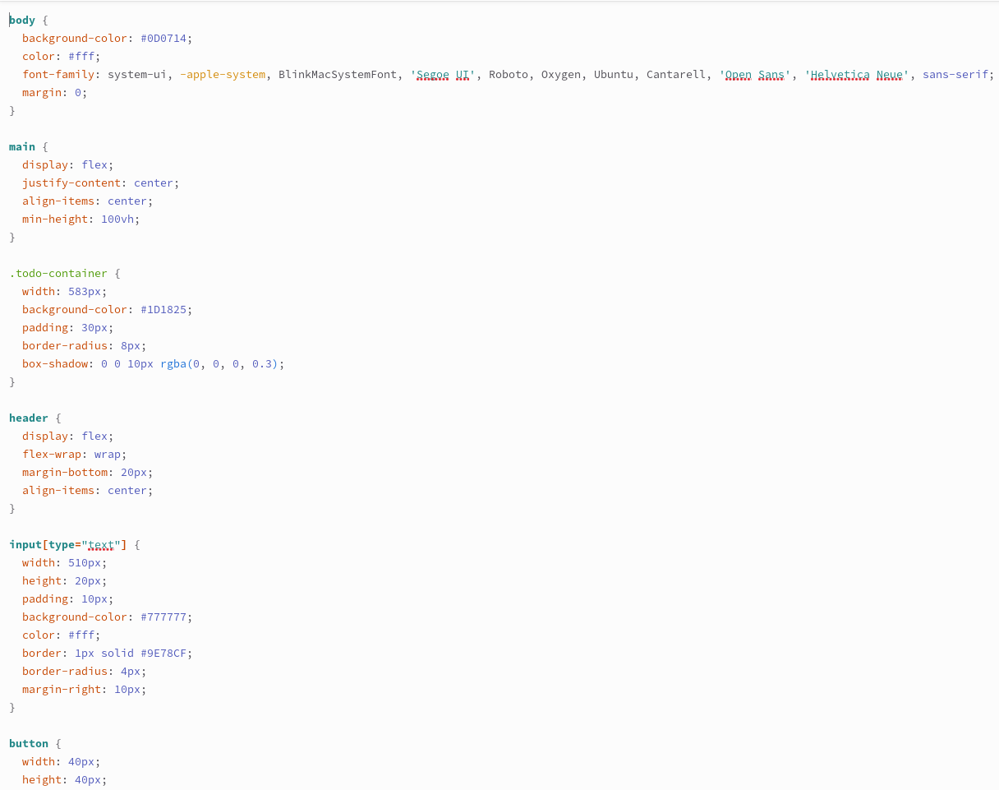 body {
  background-color: #0D0714;
  color: #fff;
  font-family: system-ui, -apple-system, BlinkMacSystemFont, 'Segoe UI', Roboto, Oxygen, Ubuntu, Cantarell, 'Open Sans', 'Helvetica Neue', sans-serif;
  margin: 0;
}

main {
  display: flex;
  justify-content: center;
  align-items: center;
  min-height: 100vh;
}

.todo-container {
  width: 583px;
  background-color: #1D1825;
  padding: 30px;
  border-radius: 8px;
  box-shadow: 0 0 10px rgba(0, 0, 0, 0.3);
}

header {
  display: flex;
  flex-wrap: wrap;
  margin-bottom: 20px;
  align-items: center;
}

input[type="text"] {
  width: 510px;
  height: 20px;
  padding: 10px;
  background-color: #777777;
  color: #fff;
  border: 1px solid #9E78CF;
  border-radius: 4px;
  margin-right: 10px;
}

button {
  width: 40px;
  height: 40px;